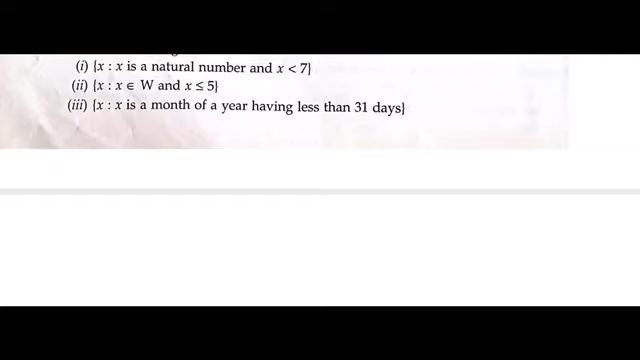 (i) {x : x is a natural number and x < 7}
(ii) {x : x ∈ W and x ≤ 5}
(iii) {x : x is a month of a year having less than 31 days}